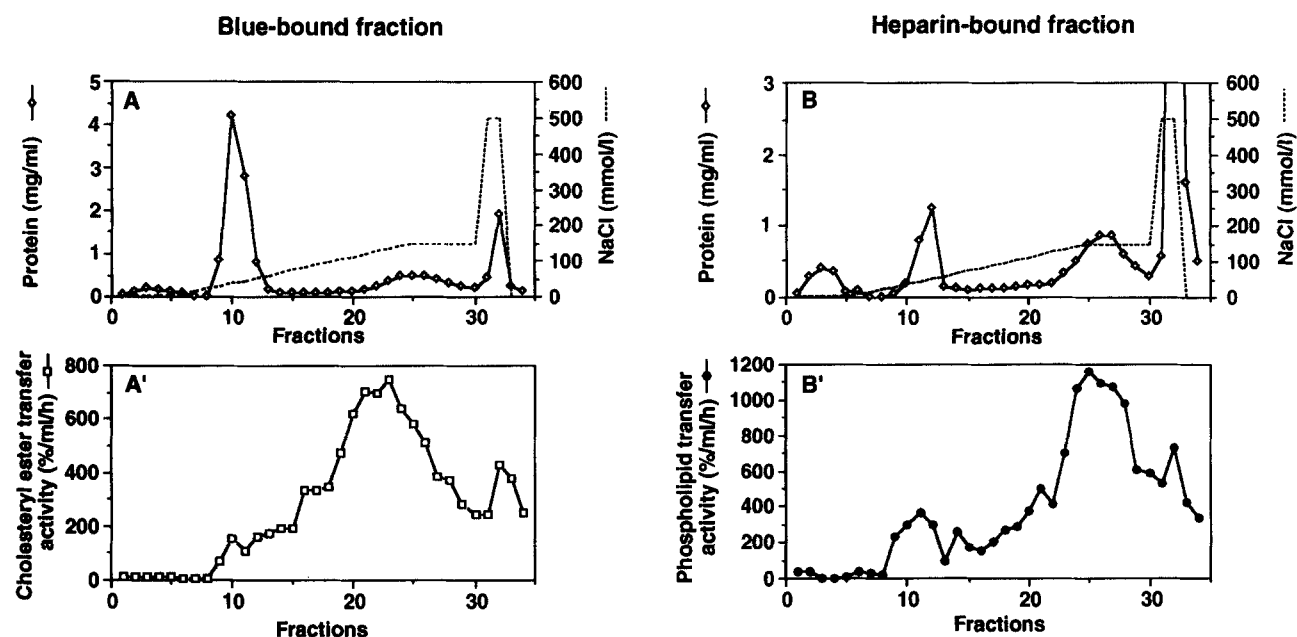 Blue-bound fraction
Heparin-bound fraction
A
Protein (mg/ml)
5
4
3
2
1
0
NaCl (mmol/l)
600
500
400
300
200
100
0
0 10 20 30
Fractions
B
Protein (mg/ml)
3
2
1
0
NaCl (mmol/l)
600
500
400
300
200
100
0
0 10 20 30
Fractions
A'
Cholesteryl ester transfer
activity (%/ml/h)
800
600
400
200
0
0 10 20 30
Fractions
B'
Phospholipid transfer
activity (%/ml/h)
1200
1000
800
600
400
200
0
0 10 20 30
Fractions